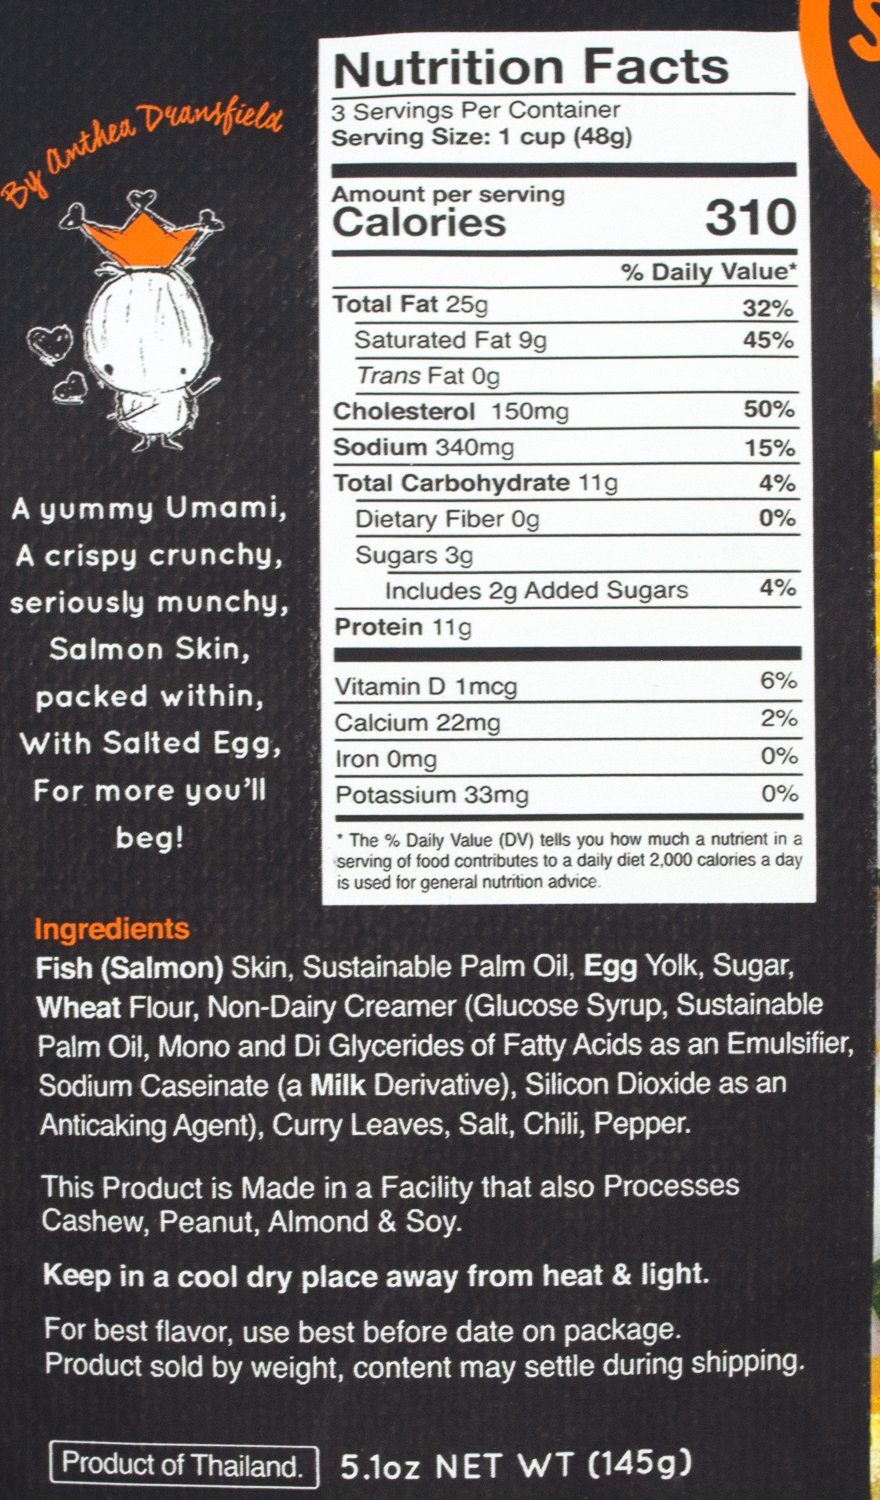 By Anthea Dransfield
A yummy Umami,
A crispy crunchy,
seriously munchy,
Salmon Skin,
packed within,
With Salted Egg,
For more you'll
beg!
Nutrition Facts
3 Servings Per Container
Serving Size: 1 cup (48g)
Amount per serving
Calories 310
% Daily Value*
Total Fat 25g 32%
Saturated Fat 9g 45%
Trans Fat 0g
Cholesterol 150mg 50%
Sodium 340mg 15%
Total Carbohydrate 11g 4%
Dietary Fiber 0g 0%
Sugars 3g
Includes 2g Added Sugars 4%
Protein 11g
Vitamin D 1mcg 6%
Calcium 22mg 2%
Iron 0mg 0%
Potassium 33mg 0%
* The % Daily Value (DV) tells you how much a nutrient in a
serving of food contributes to a daily diet 2,000 calories a day
is used for general nutrition advice.
Ingredients
Fish (Salmon) Skin, Sustainable Palm Oil, Egg Yolk, Sugar,
Wheat Flour, Non-Dairy Creamer (Glucose Syrup, Sustainable
Palm Oil, Mono and Di Glycerides of Fatty Acids as an Emulsifier,
Sodium Caseinate (a Milk Derivative), Silicon Dioxide as an
Anticaking Agent), Curry Leaves, Salt, Chili, Pepper.
This Product is Made in a Facility that also Processes
Cashew, Peanut, Almond & Soy.
Keep in a cool dry place away from heat & light.
For best flavor, use best before date on package.
Product sold by weight, content may settle during shipping.
Product of Thailand. 5.1oz NET WT (145g)